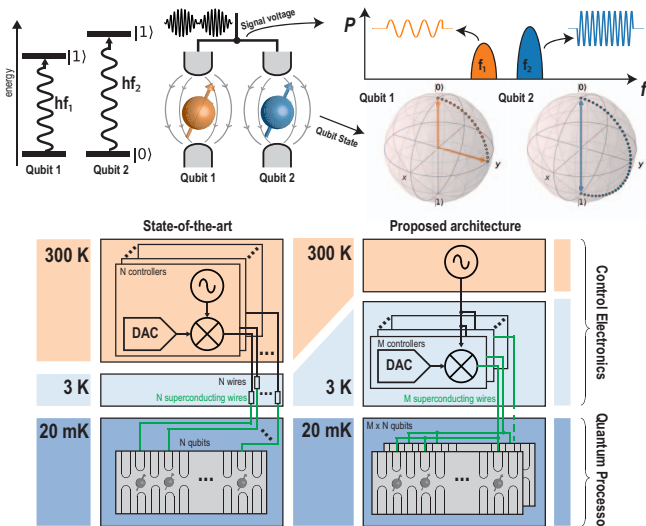 energy
|1⟩
hf1
Qubit 1
|1⟩
hf2
|0⟩
Qubit 2
Signal voltage
Qubit 1
Qubit 2
Qubit State
P
f1
f2
f
Qubit 1
|0⟩
x
y
|1⟩
Qubit 2
|0⟩
x
y
|1⟩
State-of-the-art
300 K
N controllers
DAC
...
3 K
N wires
N superconducting wires
20 mK
N qubits
...
Proposed architecture
300 K
M controllers
DAC
3 K
M superconducting wires
20 mK
M x N qubits
...
Control Electronics
Quantum Processo